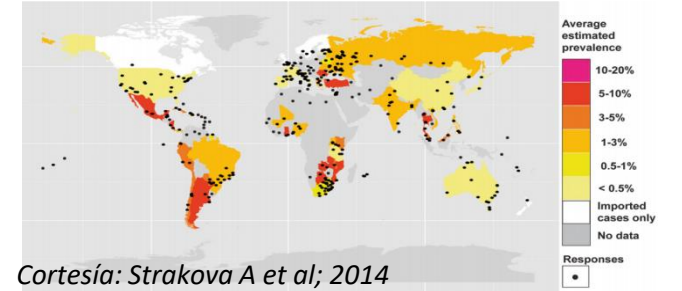 Average
estimated
prevalence
10-20%
5-10%
3-5%
1-3%
0.5-1%
< 0.5%
Imported
cases only
No data
Responses
Cortesía: Strakova A et al; 2014